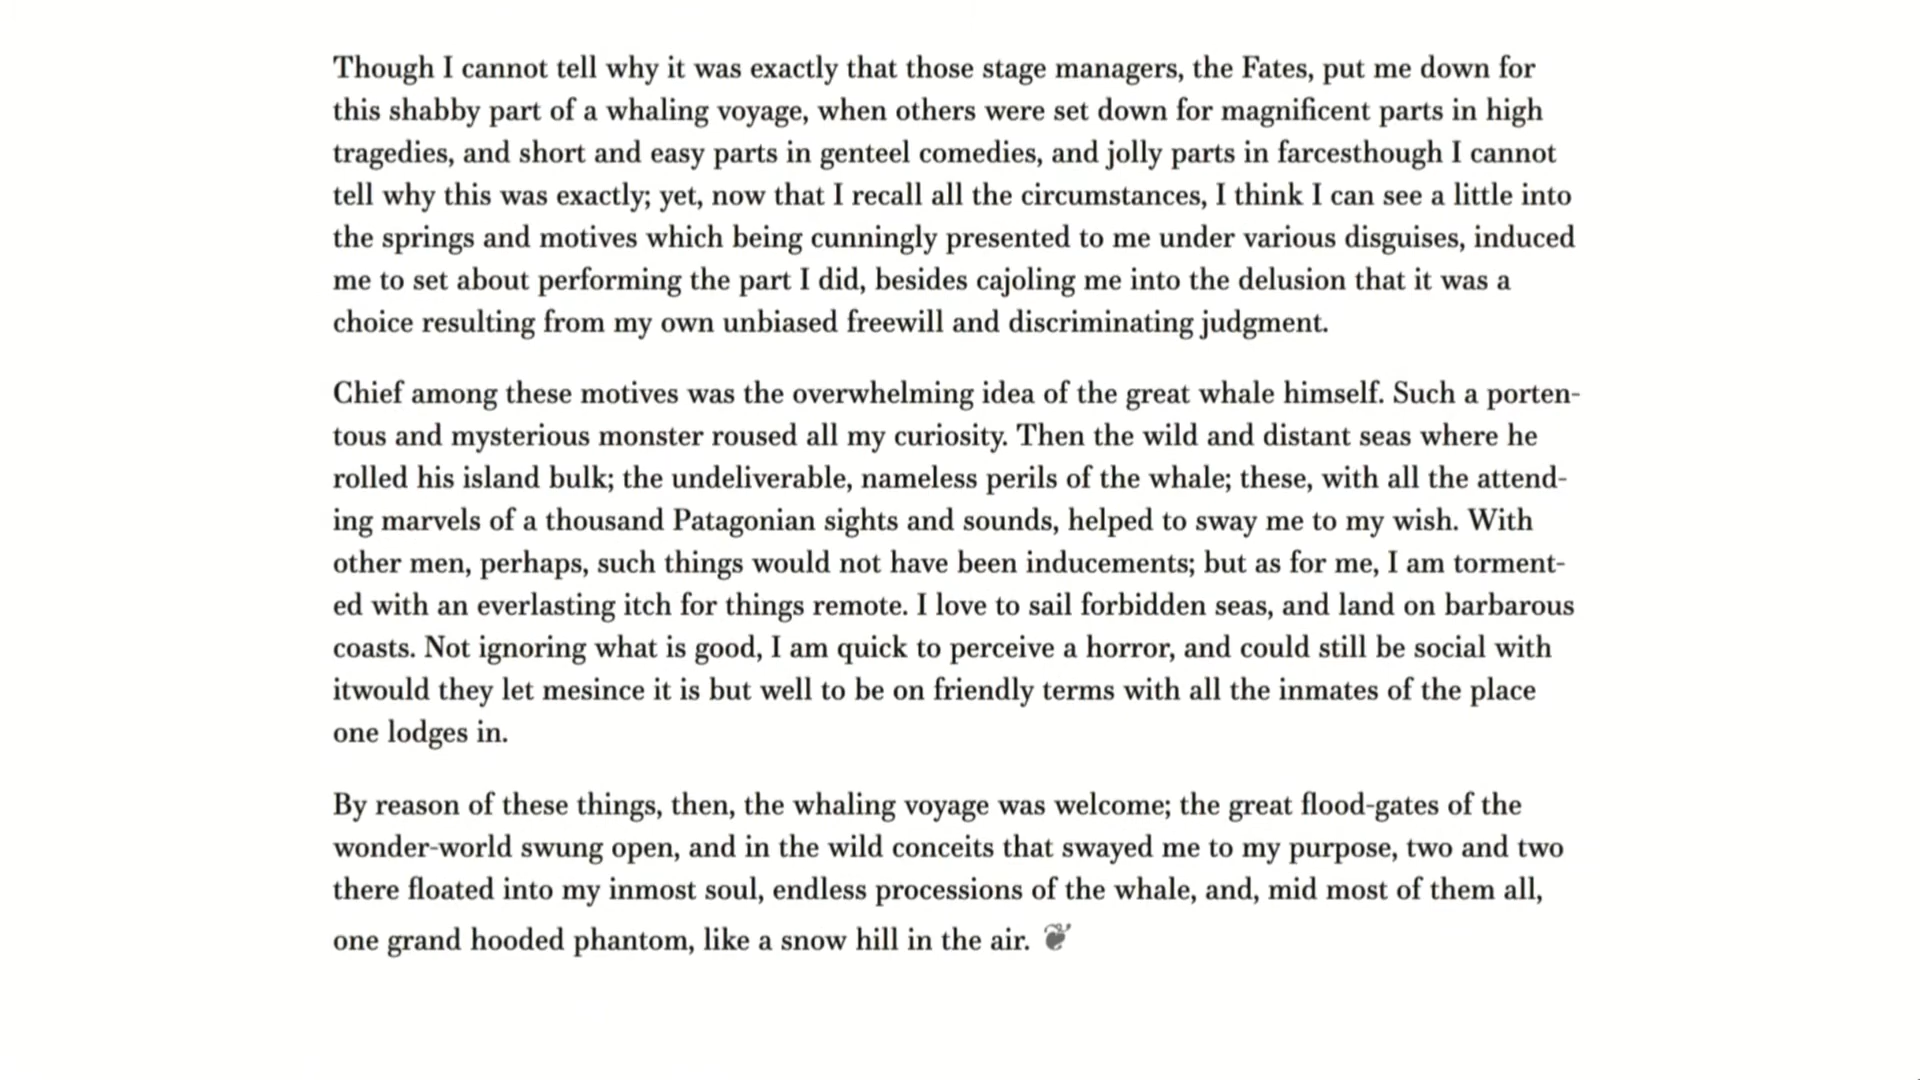 Though I cannot tell why it was exactly that those stage managers, the Fates, put me down for
this shabby part of a whaling voyage, when others were set down for magnificent parts in high
tragedies, and short and easy parts in genteel comedies, and jolly parts in farcesthough I cannot
tell why this was exactly; yet, now that I recall all the circumstances, I think I can see a little into
the springs and motives which being cunningly presented to me under various disguises, induced
me to set about performing the part I did, besides cajoling me into the delusion that it was a
choice resulting from my own unbiased freewill and discriminating judgment.
Chief among these motives was the overwhelming idea of the great whale himself. Such a porten-
tous and mysterious monster roused all my curiosity. Then the wild and distant seas where he
rolled his island bulk; the undeliverable, nameless perils of the whale; these, with all the attend-
ing marvels of a thousand Patagonian sights and sounds, helped to sway me to my wish. With
other men, perhaps, such things would not have been inducements; but as for me, I am torment-
ed with an everlasting itch for things remote. I love to sail forbidden seas, and land on barbarous
coasts. Not ignoring what is good, I am quick to perceive a horror, and could still be social with
itwould they let mesince it is but well to be on friendly terms with all the inmates of the place
one lodges in.
By reason of these things, then, the whaling voyage was welcome; the great flood-gates of the
wonder-world swung open, and in the wild conceits that swayed me to my purpose, two and two
there floated into my inmost soul, endless processions of the whale, and, mid most of them all,
one grand hooded phantom, like a snow hill in the air. ❦